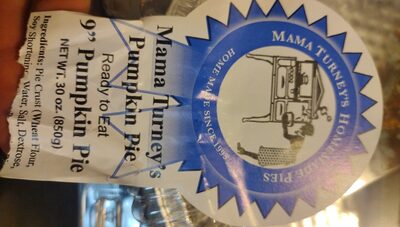 MAMA TURNEY'S HOMEMADE PIES
HOMEMADE SINCE 1995
Mama Turney's
Pumpkin Pie
Ready to Eat
9" Pumpkin Pie
NET WT. 30 oz. (850g)
Ingredients: Pie Crust (Wheat Flour,
Soy Shortening, Water, Salt, Dextrose,